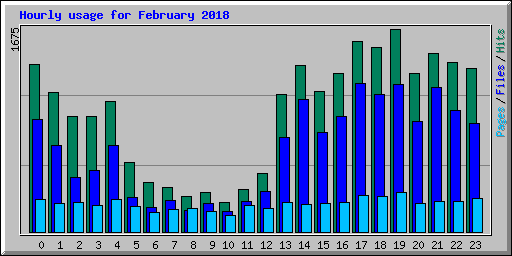 Hourly usage for February 2018
1675
Pages/Files/Hits
0 1 2 3 4 5 6 7 8 9 10 11 12 13 14 15 16 17 18 19 20 21 22 23